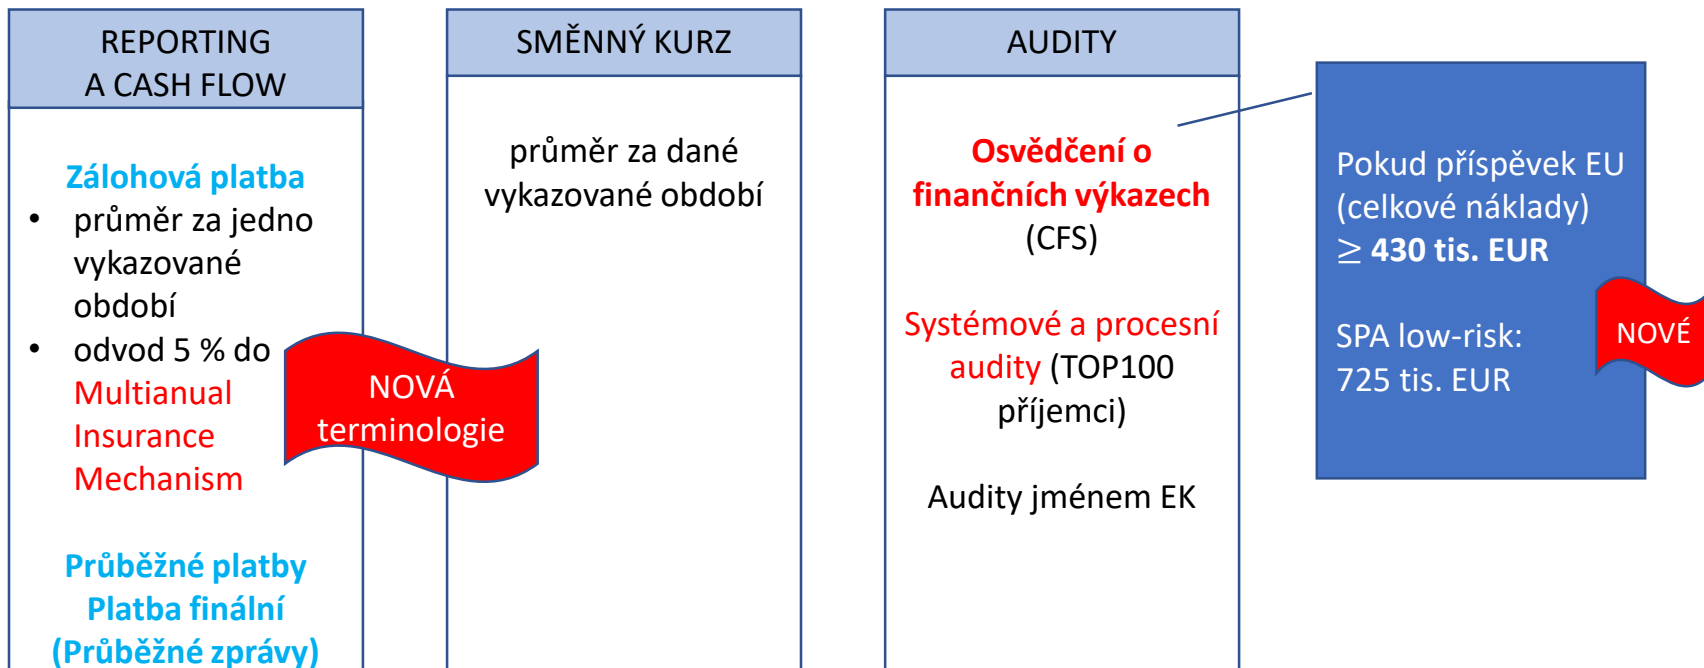 REPORTING
A CASH FLOW
Zálohová platba
• průměr za jedno
vykazované
období
• odvod 5 % do
Multianual
Insurance
Mechanism
Průběžné platby
Platba finální
(Průběžné zprávy)
NOVÁ
terminologie
SMĚNNÝ KURZ
průměr za dané
vykazované období
AUDITY
Osvědčení o
finančních výkazech
(CFS)
Systémové a procesní
audity (TOP100
příjemci)
Audity jménem EK
Pokud příspěvek EU
(celkové náklady)
≥ 430 tis. EUR
SPA low-risk:
725 tis. EUR
NOVÉ